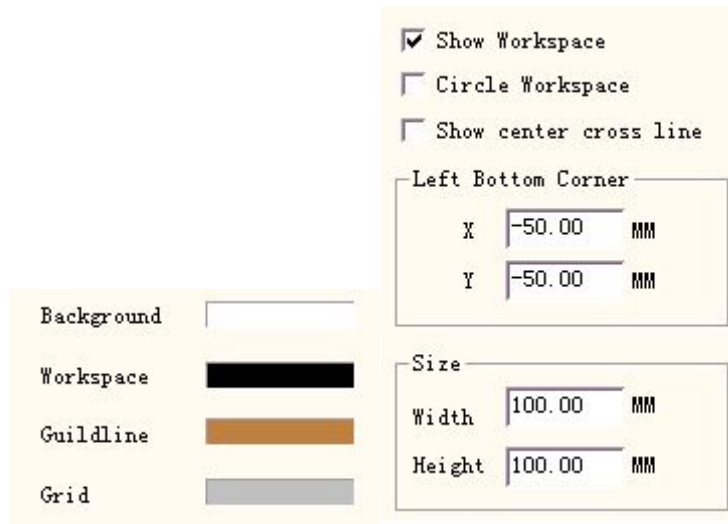 Show Workspace
Circle Workspace
Show center cross line
Left Bottom Corner
X -50.00 MM
Y -50.00 MM
Size
Width 100.00 MM
Height 100.00 MM
Background
Workspace
Guildline
Grid